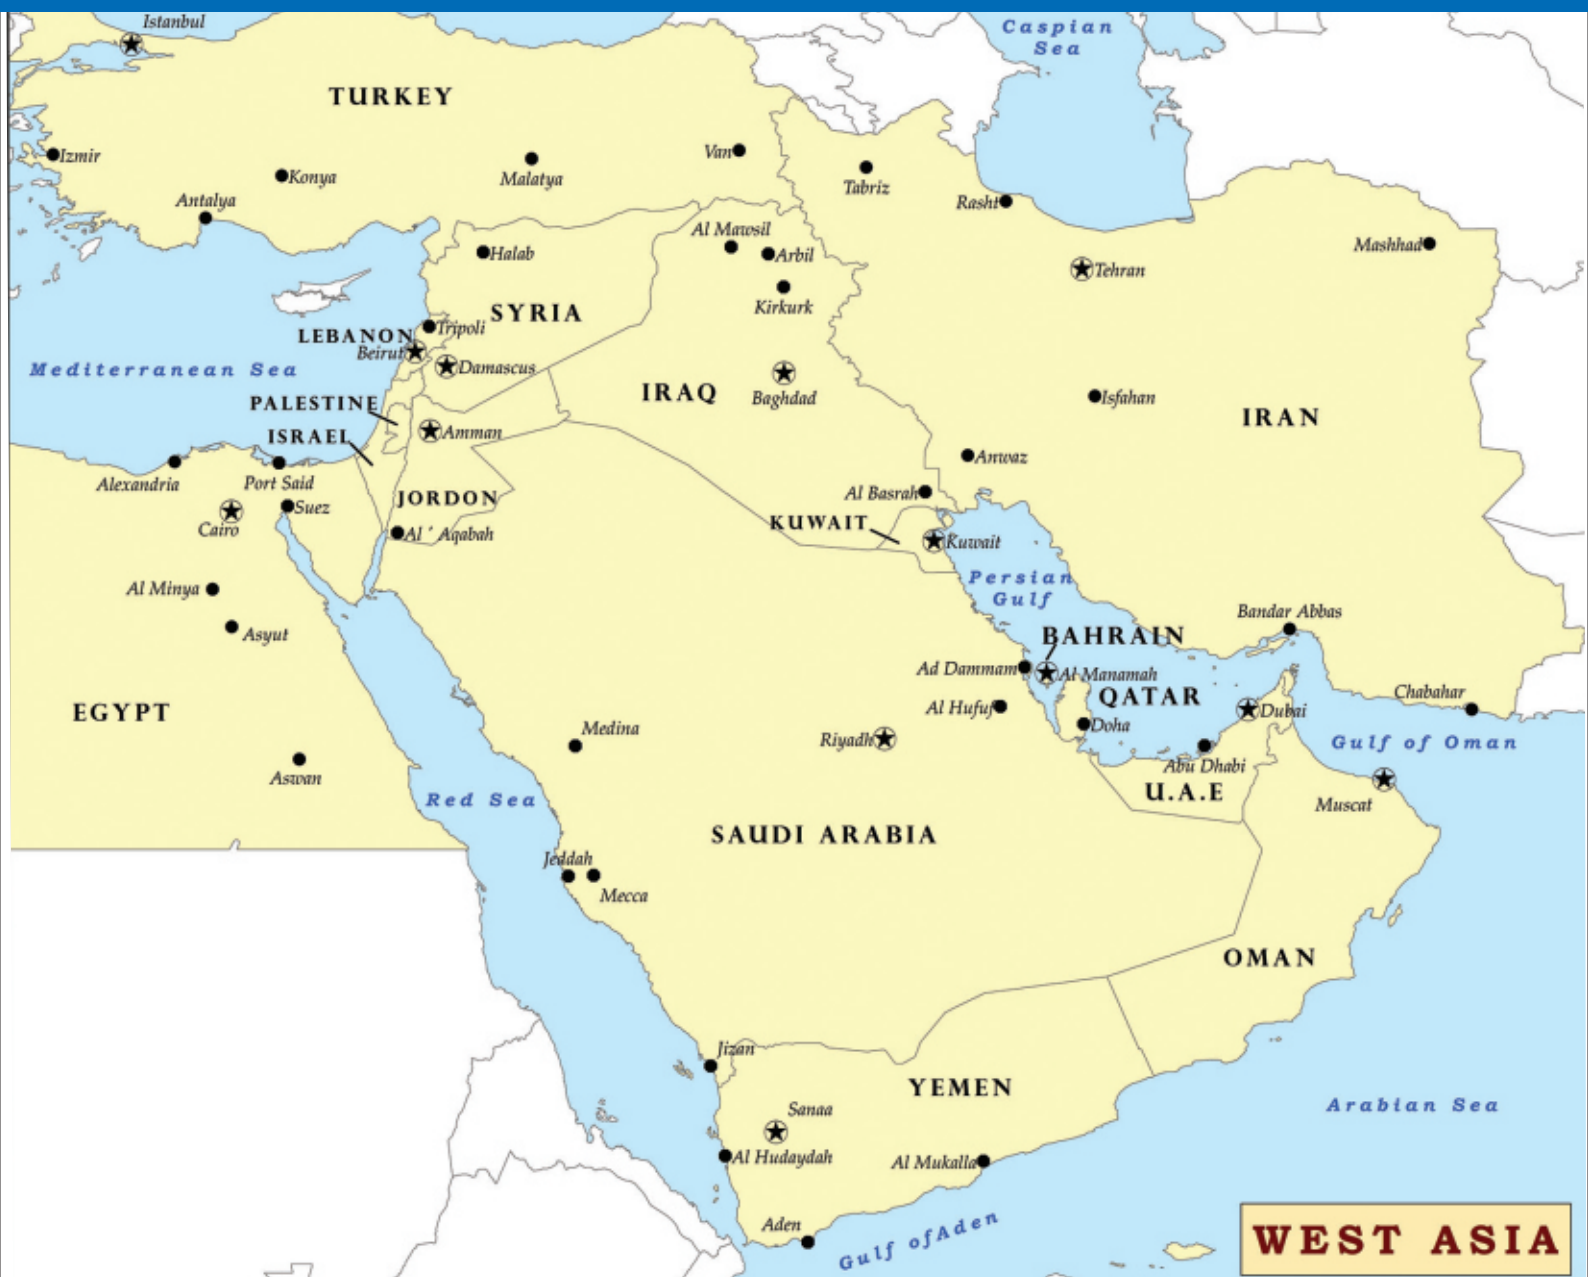 Istanbul
Caspian
Sea
TURKEY
Izmir
Konya
Malatya
Van
Tabriz
Antalya
Rasht
Al Mawsil
Arbil
Mashhad
Halab
Tehran
Kirkurk
SYRIA
LEBANON
Tripoli
Beirut
Damascus
Mediterranean Sea
IRAQ
Baghdad
Isfahan
PALESTINE
IRAN
ISRAEL
Amman
Anwaz
Alexandria
Port Said
JORDON
Al Basrah
Suez
Cairo
Al ´ Aqabah
KUWAIT
Kuwait
Persian
Gulf
Al Minya
Asyut
Bandar Abbas
BAHRAIN
Ad Dammam
Al Manamah
QATAR
Chabahar
EGYPT
Al Hufuf
Dubai
Medina
Riyadh
Doha
Gulf of Oman
Abu Dhabi
Aswan
U.A.E
Red Sea
Muscat
SAUDI ARABIA
Jeddah
Mecca
OMAN
Jizan
YEMEN
Sanaa
Arabian Sea
Al Hudaydah
Al Mukalla
Aden
Gulf of Aden
WEST ASIA